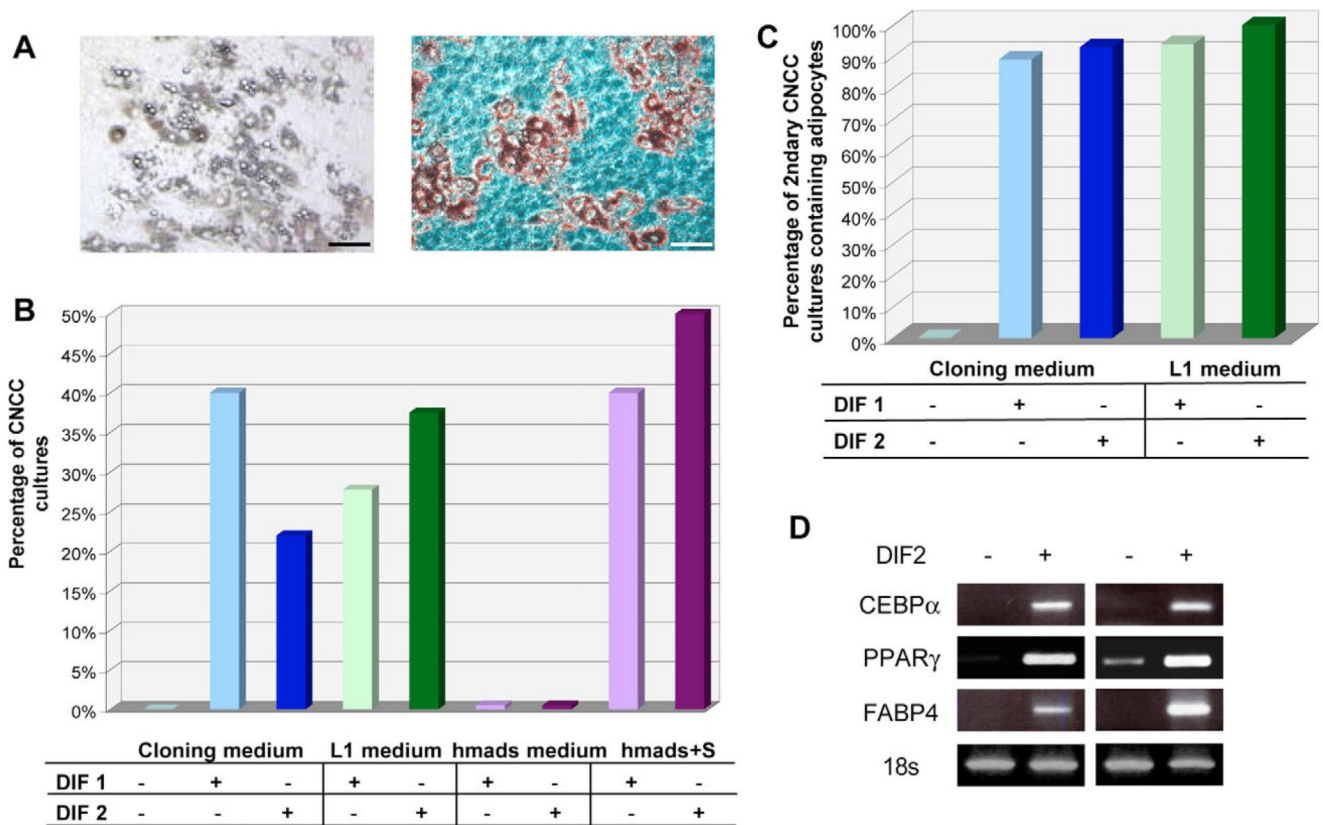 A
B
Percentage of CNCC
cultures
50%
45%
40%
35%
30%
25%
20%
15%
10%
5%
0%
Cloning medium L1 medium hmads medium hmads+S
DIF 1 - + - + - + - + -
DIF 2 - - + - + - + - +
C
Percentage of 2ndary CNCC
cultures containing adipocytes
100%
90%
80%
70%
60%
50%
40%
30%
20%
10%
0%
Cloning medium L1 medium
DIF 1 - + - + -
DIF 2 - - + - +
D
DIF2 - + - +
CEBPα
PPARγ
FABP4
18s